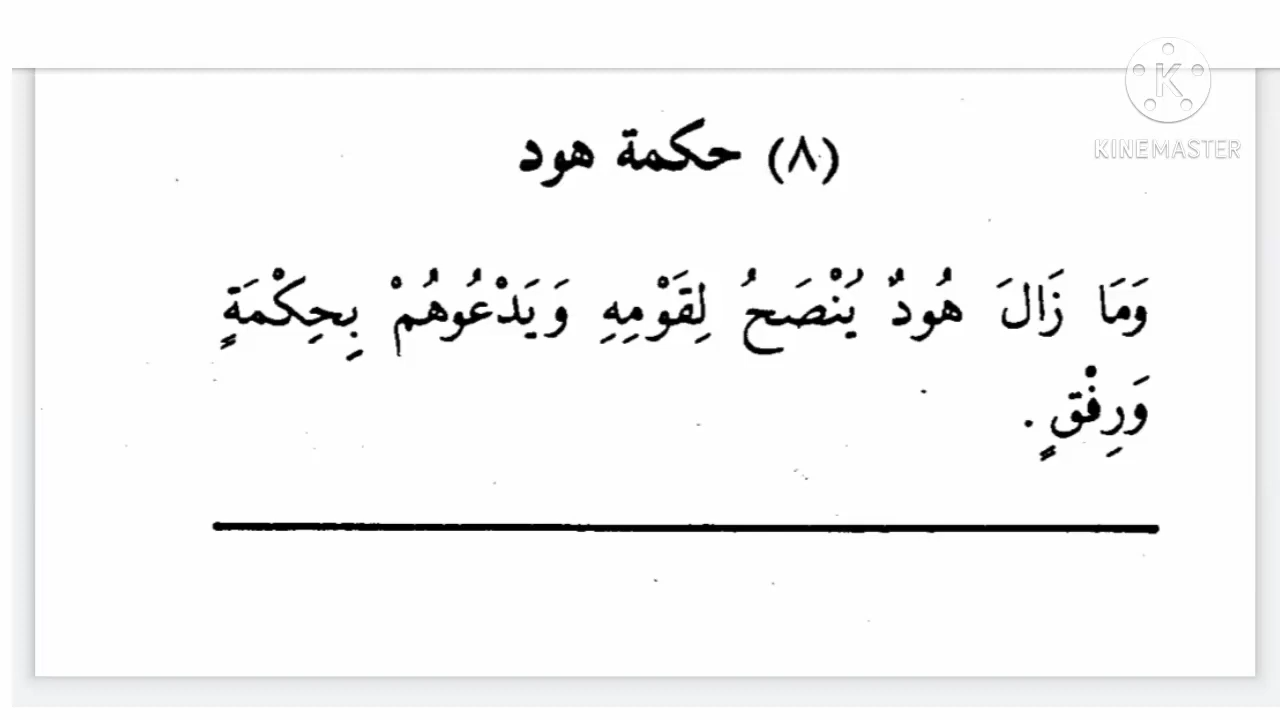 KINEMASTER
(٨) حكمة هود
وَمَا زَالَ هُودٌ يُنْصَحُ لِقَوْمِهِ وَيَدْعُوهُمْ بِحِكْمَةٍ
وَرِفْقٍ .